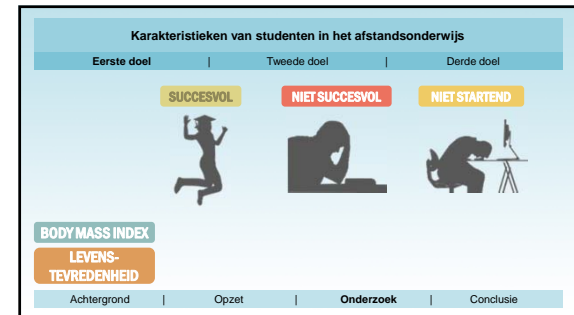 Karakteristieken van studenten in het afstandsonderwijs
Eerste doel | Tweede doel | Derde doel
SUCCESVOL NIET SUCCESVOL NIET STARTEND
BODY MASS INDEX
LEVENS-
TEVREDENHEID
Achtergrond | Opzet | Onderzoek | Conclusie